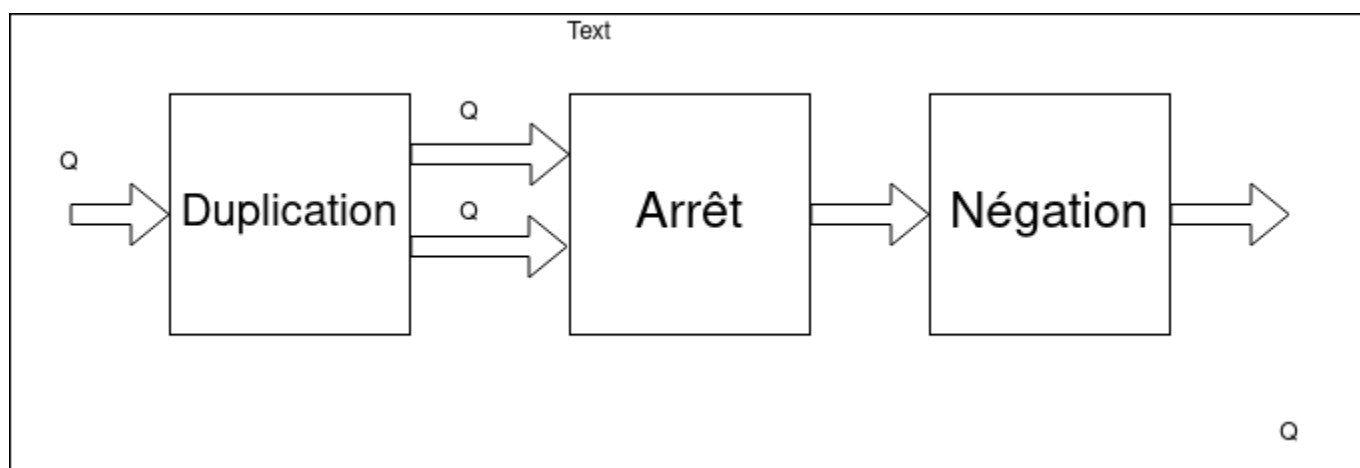 Text
Q
Q
Duplication
Q
Arrêt
Négation
Q